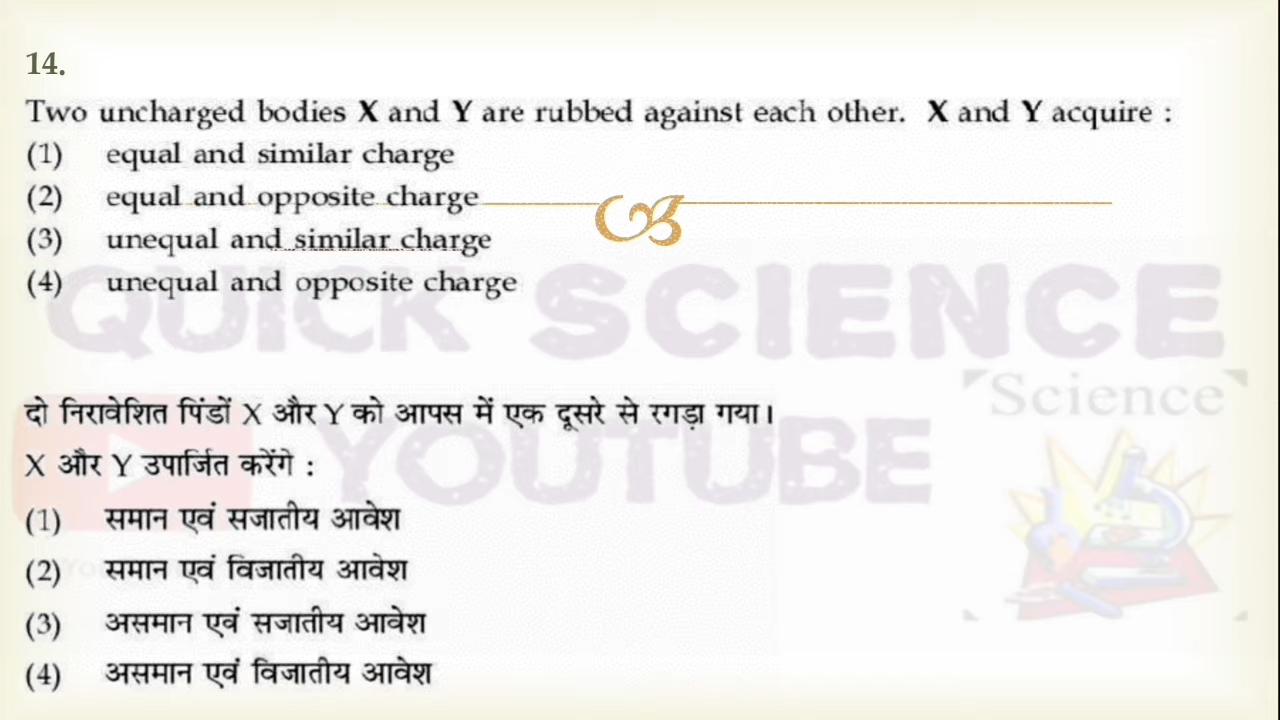 14.
Two uncharged bodies X and Y are rubbed against each other. X and Y acquire :
(1) equal and similar charge
(2) equal and opposite charge
(3) unequal and similar charge
(4) unequal and opposite charge
QUICK SCIENCE
Science
दो निरावेशित पिंडों X और Y को आपस में एक दूसरे से रगड़ा गया।
YOUTUBE
X और Y उपार्जित करेंगे :
(1) समान एवं सजातीय आवेश
(2) समान एवं विजातीय आवेश
(3) असमान एवं सजातीय आवेश
(4) असमान एवं विजातीय आवेश